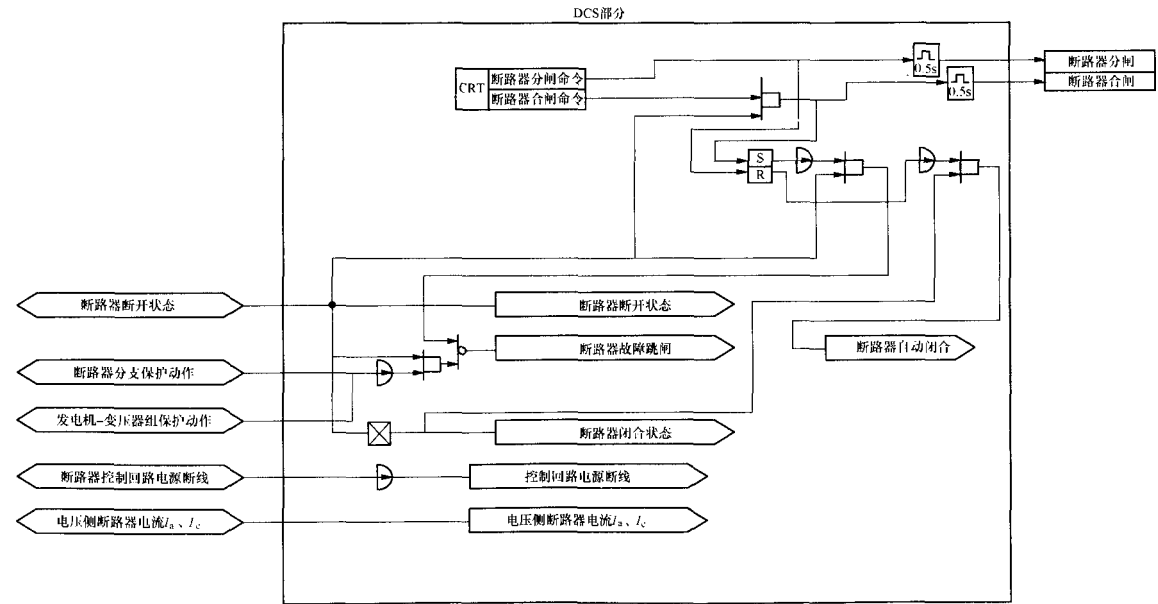 DCS部分
CRT
断路器分闸命令
断路器合闸命令
0.5s
0.5s
断路器分闸
断路器合闸
S
R
断路器断开状态
断路器断开状态
断路器故障跳闸
断路器自动闭合
断路器分支保护动作
发电机-变压器组保护动作
断路器闭合状态
断路器控制回路电源断线
控制回路电源断线
电压侧断路器电流Ia、Ic
电压侧断路器电流Ia、Ic